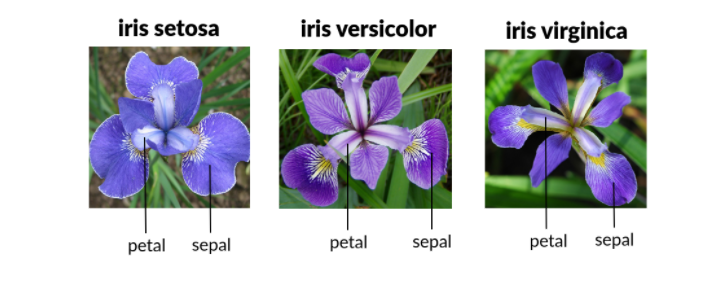 iris setosa
iris versicolor
iris virginica
petal
sepal
petal
sepal
petal
sepal